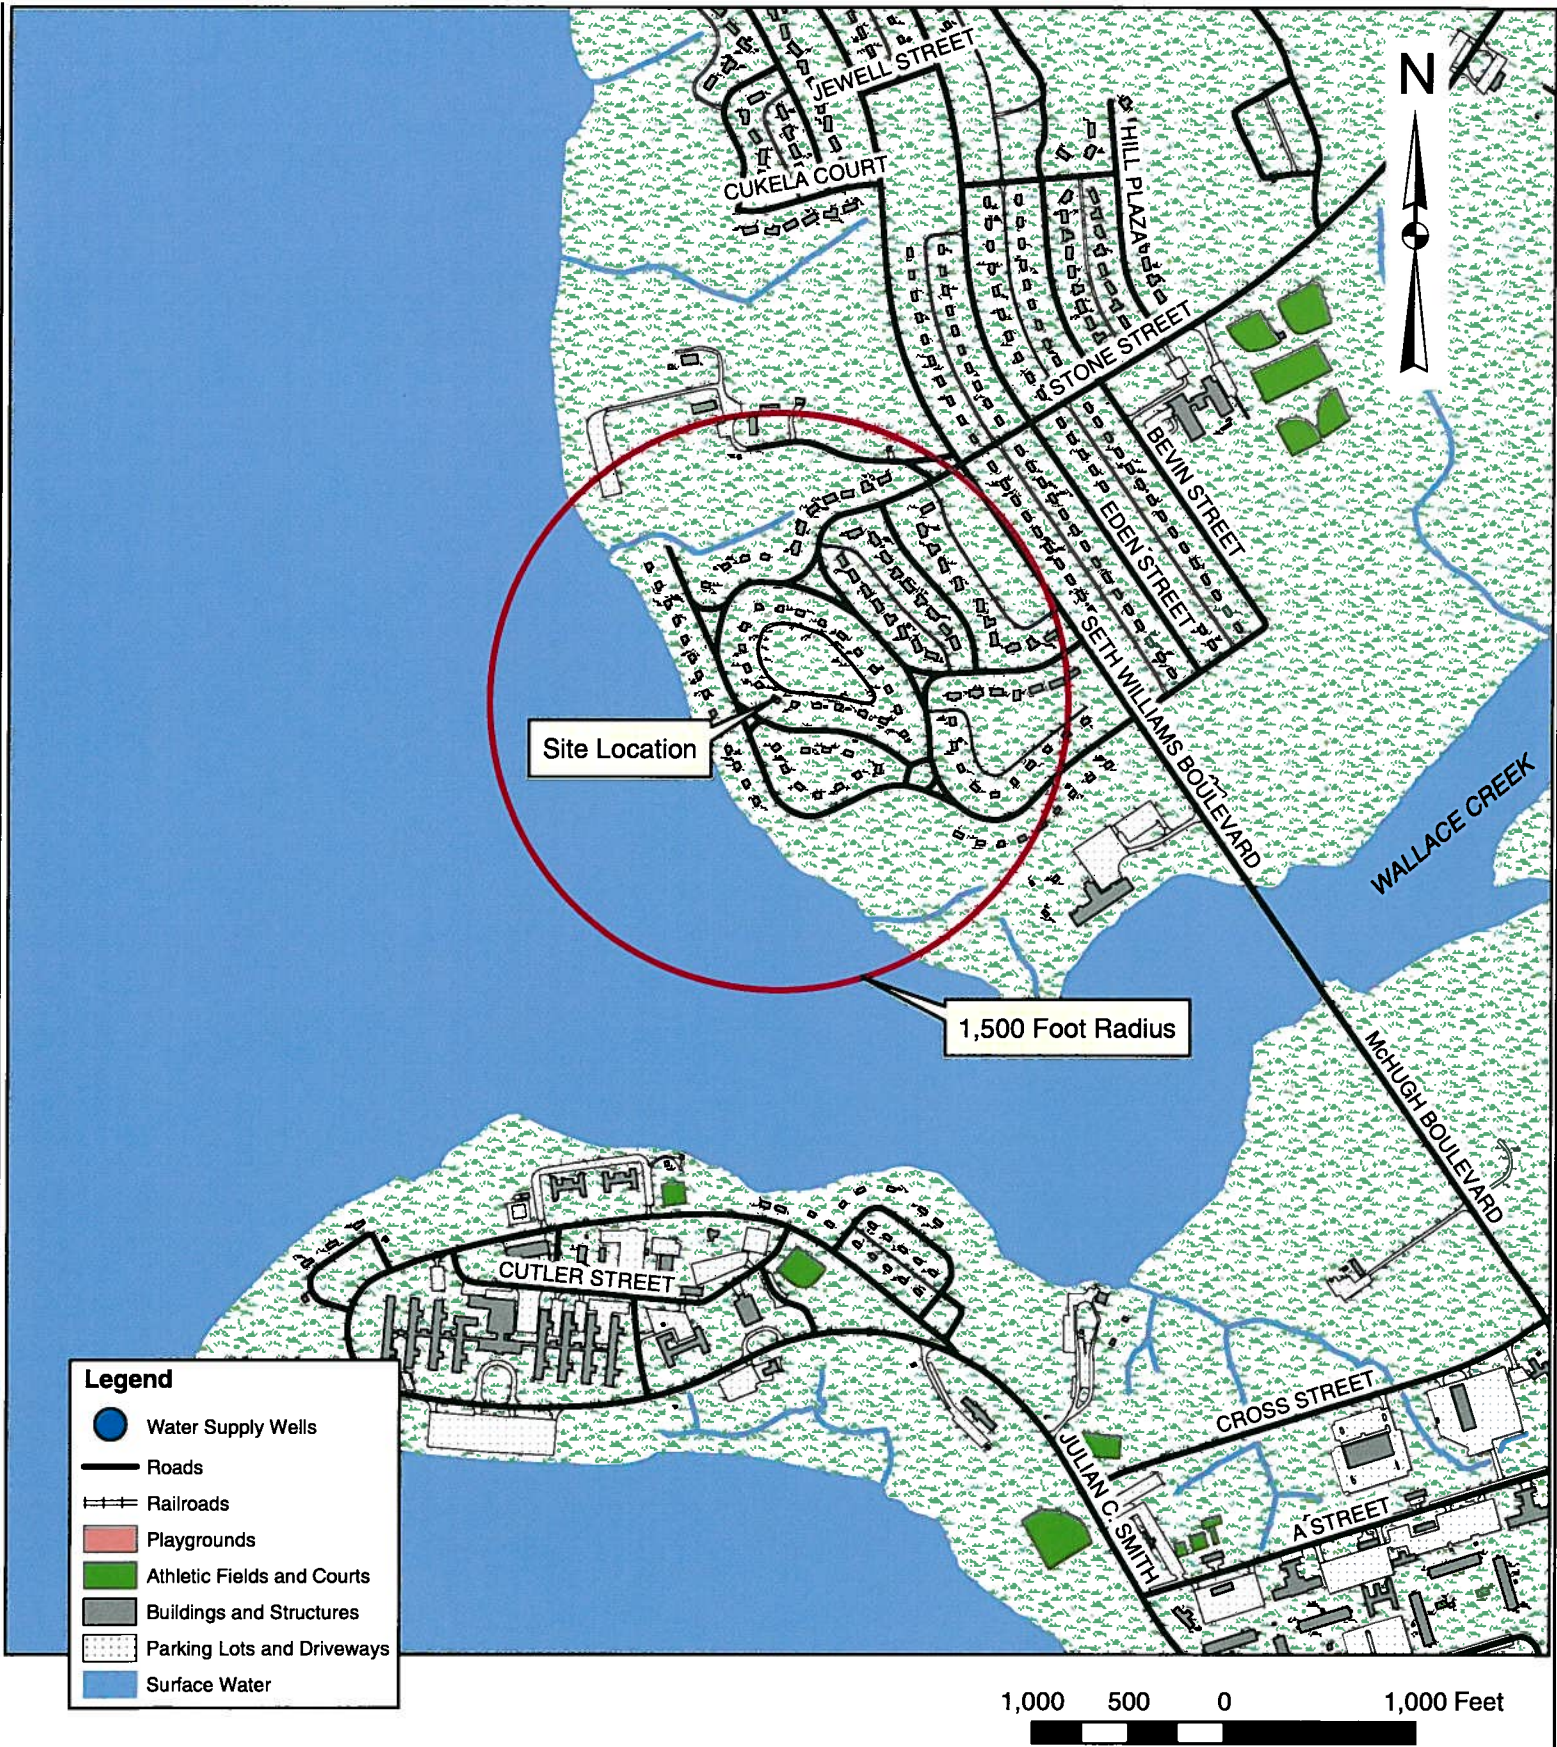 JEWELL STREET
N
HILL PLAZA
CUKELA COURT
STONE STREET
BEVIN STREET
EDEN STREET
SETH WILLIAMS BOULEVARD
Site Location
WALLACE CREEK
1,500 Foot Radius
McHUGH BOULEVARD
CUTLER STREET
CROSS STREET
JULIAN C. SMITH
A STREET
Legend
Water Supply Wells
Roads
Railroads
Playgrounds
Athletic Fields and Courts
Buildings and Structures
Parking Lots and Driveways
Surface Water
1,000 500 0 1,000 Feet